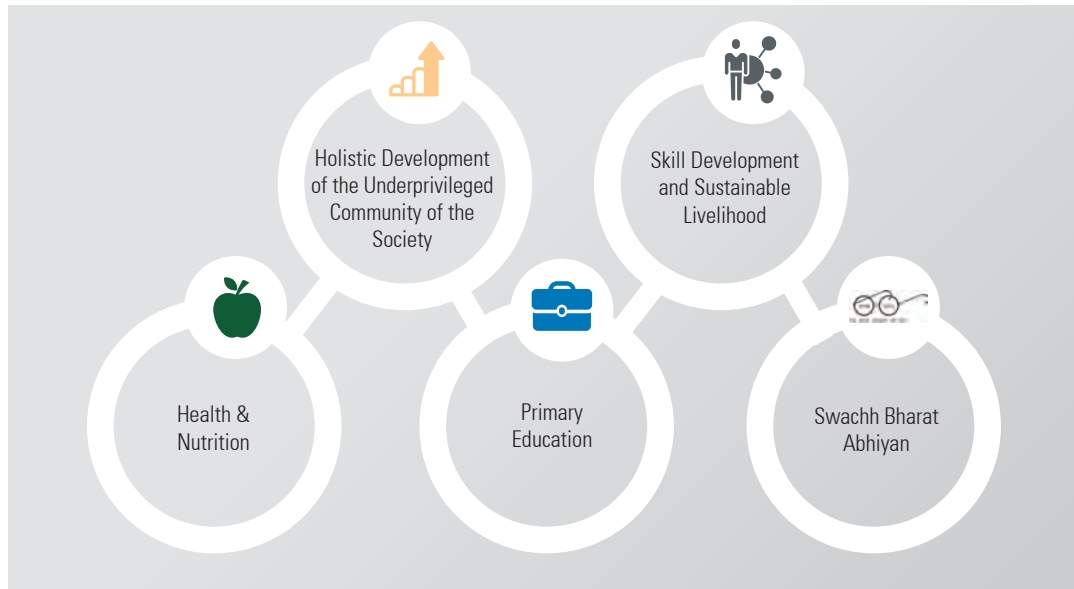 Holistic Development
of the Underprivileged
Community of the
Society
Skill Development
and Sustainable
Livelihood
Health &
Nutrition
Primary
Education
Swachh Bharat
Abhiyan